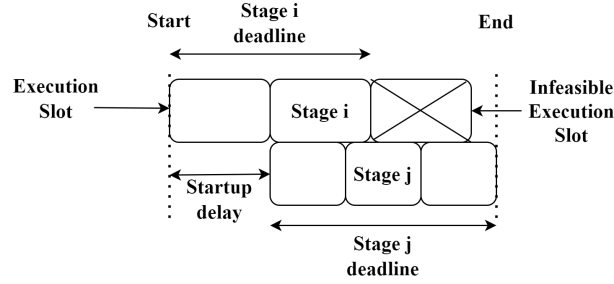 Start
Stage i
deadline
End
Execution
Slot
Stage i
Infeasible
Execution
Slot
Startup
delay
Stage j
Stage j
deadline